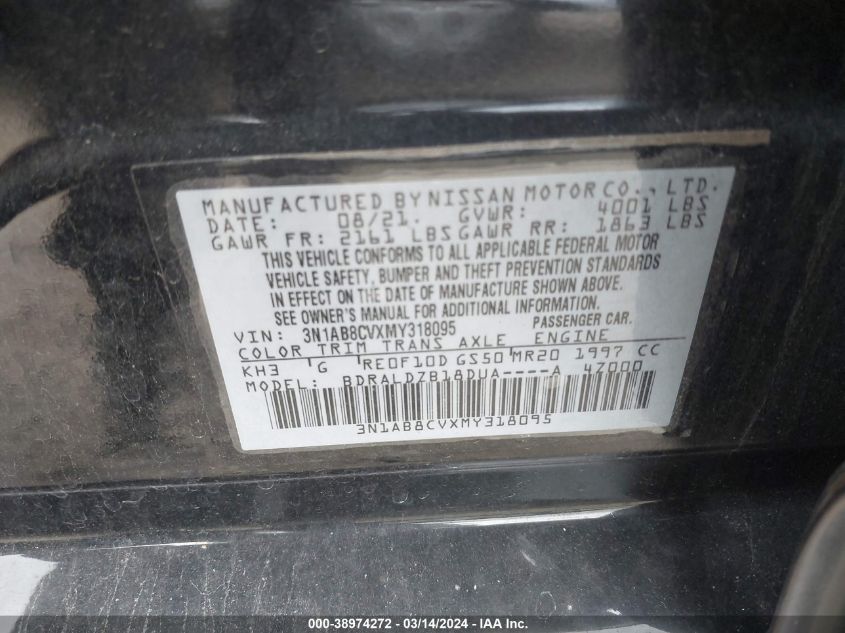 MANUFACTURED BY NISSAN MOTOR CO., LTD.
DATE: 08/21. GVWR: 4001 LBS
GAWR FR: 2161 LBS GAWR RR: 1863 LBS
THIS VEHICLE CONFORMS TO ALL APPLICABLE FEDERAL MOTOR
VEHICLE SAFETY, BUMPER AND THEFT PREVENTION STANDARDS
IN EFFECT ON THE DATE OF MANUFACTURE SHOWN ABOVE.
SEE OWNER'S MANUAL FOR ADDITIONAL INFORMATION.
VIN: 3N1AB8CVXMY318095 PASSENGER CAR.
COLOR TRIM TRANS AXLE ENGINE
KH3 G RE0F10D GS50 MR20 1997 CC
MODEL: BDRALDZB18DUA----A 4Z000
3N1AB8CVXMY318095
000-38974272 - 03/14/2024 - IAA Inc.